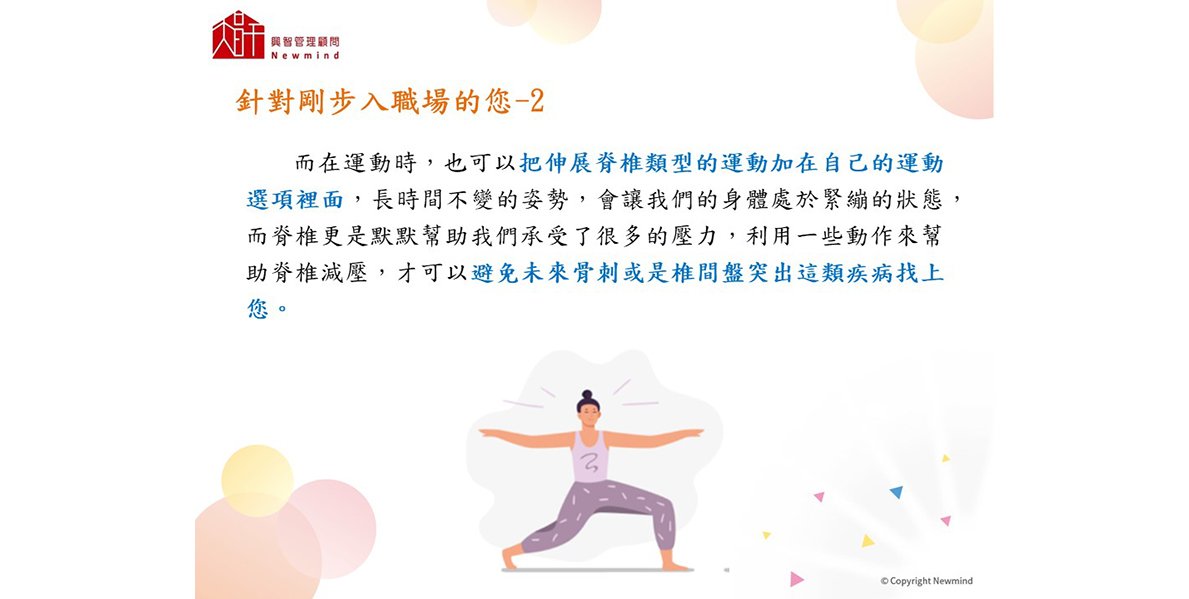 興智管理顧問
Newmind
針對剛步入職場的您-2
而在運動時，也可以把伸展脊椎類型的運動加在自己的運動
選項裡面，長時間不變的姿勢，會讓我們的身體處於緊繃的狀態，
而脊椎更是默默幫助我們承受了很多的壓力，利用一些動作來幫
助脊椎減壓，才可以避免未來骨刺或是椎間盤突出這類疾病找上
您。
© Copyright Newmind